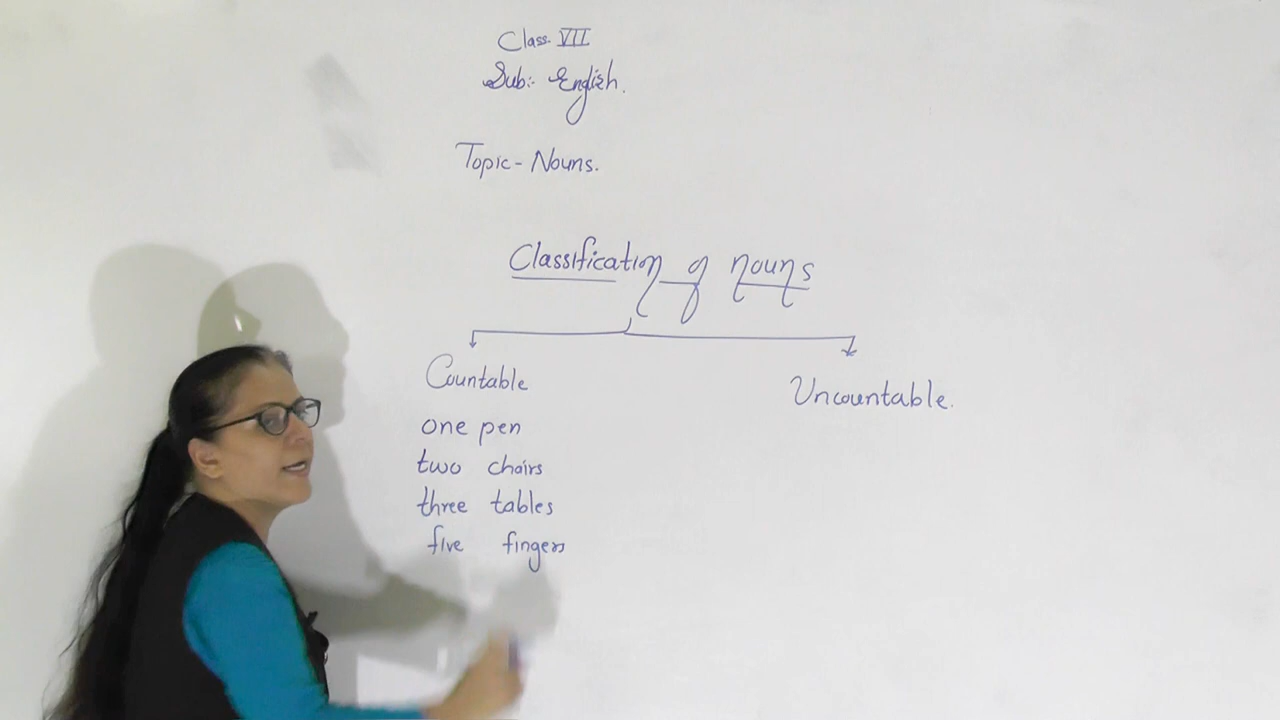 Class. VII
Sub:- English.
Topic - Nouns.
Classification of nouns
Countable
Uncountable.
one pen
two chairs
three tables
five fingers